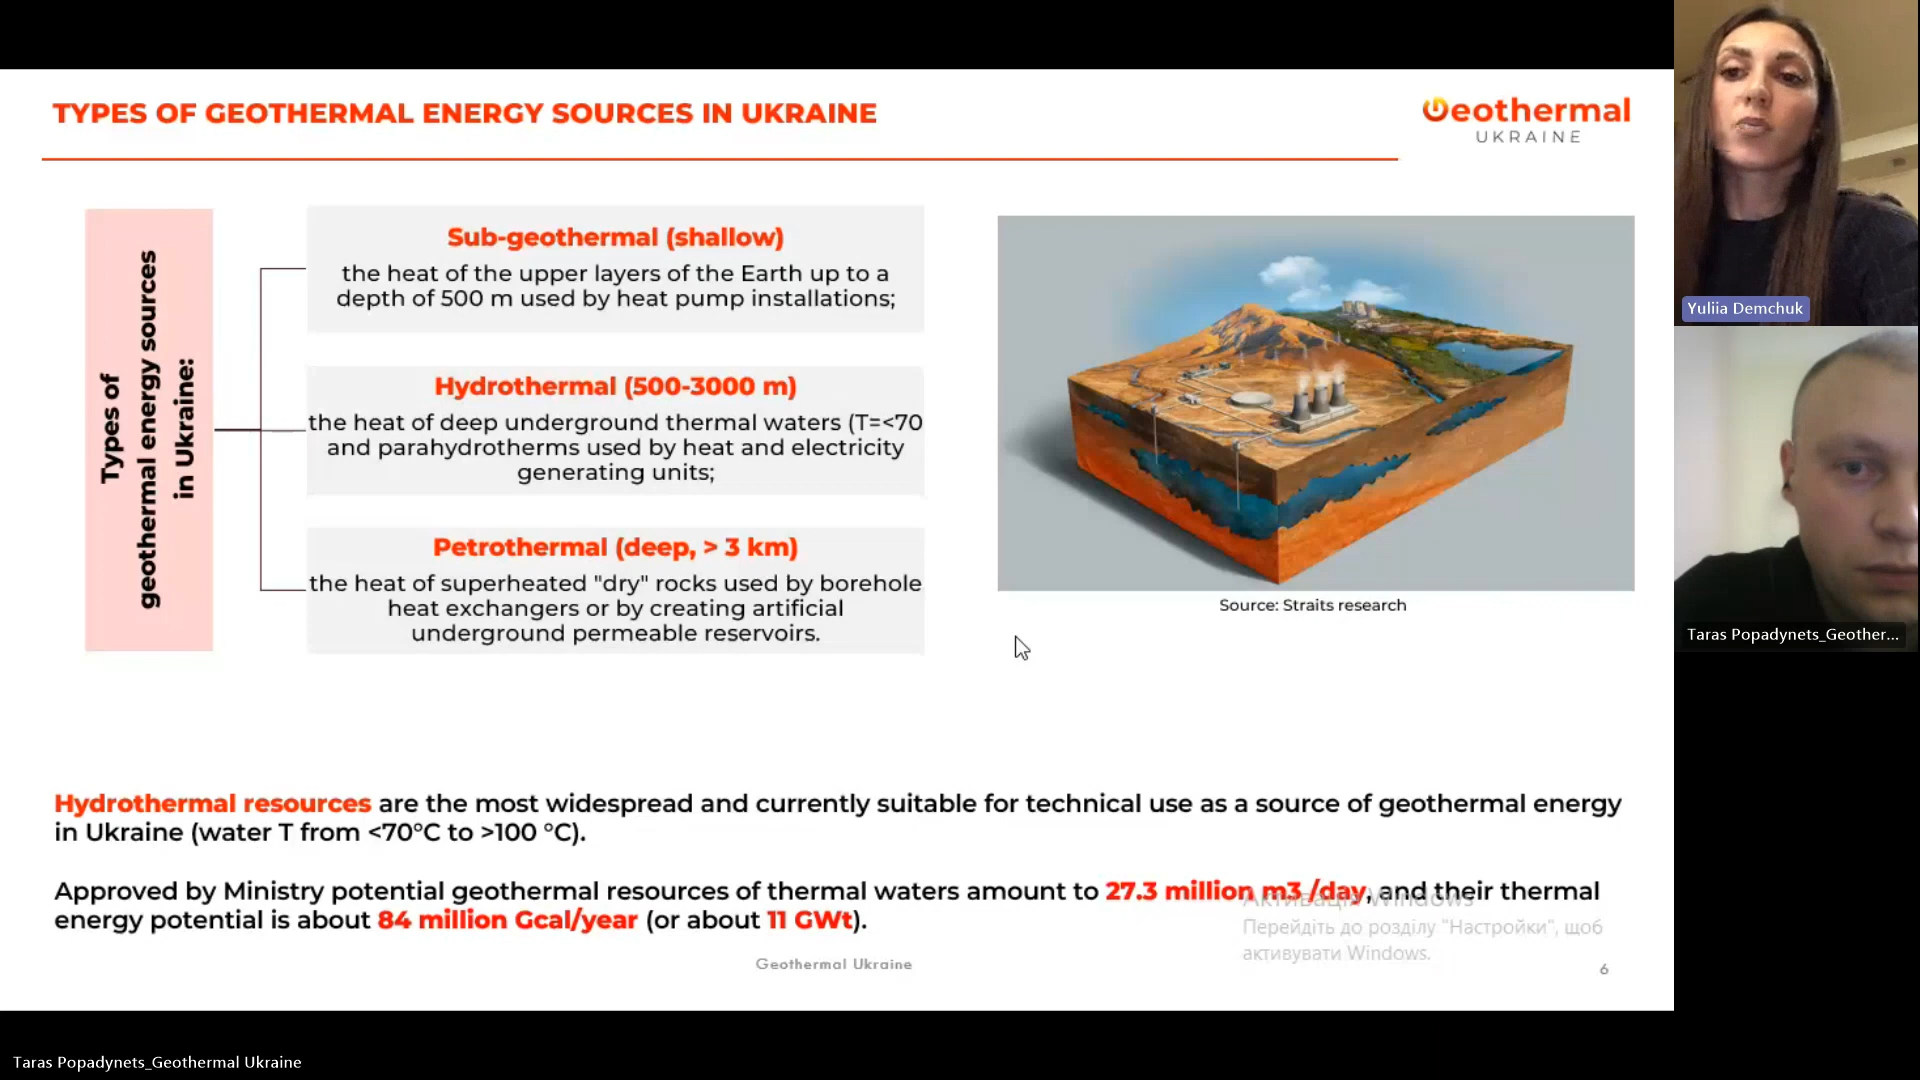 TYPES OF GEOTHERMAL ENERGY SOURCES IN UKRAINE
Geothermal
UKRAINE
Types of
geothermal energy sources
in Ukraine:
Sub-geothermal (shallow)
the heat of the upper layers of the Earth up to a
depth of 500 m used by heat pump installations;
Hydrothermal (500-3000 m)
the heat of deep underground thermal waters (T=<70
and parahydrotherms used by heat and electricity
generating units;
Petrothermal (deep, > 3 km)
the heat of superheated "dry" rocks used by borehole
heat exchangers or by creating artificial
underground permeable reservoirs.
Source: Straits research
Hydrothermal resources are the most widespread and currently suitable for technical use as a source of geothermal energy
in Ukraine (water T from <70°C to >100 °C).
Approved by Ministry potential geothermal resources of thermal waters amount to 27.3 million m3 /day, and their thermal
energy potential is about 84 million Gcal/year (or about 11 GWt).
Активація Windows
Перейдіть до розділу "Настройки", щоб
активувати Windows.
Geothermal Ukraine
6
Yuliia Demchuk
Taras Popadynets_Geother...
Taras Popadynets_Geothermal Ukraine